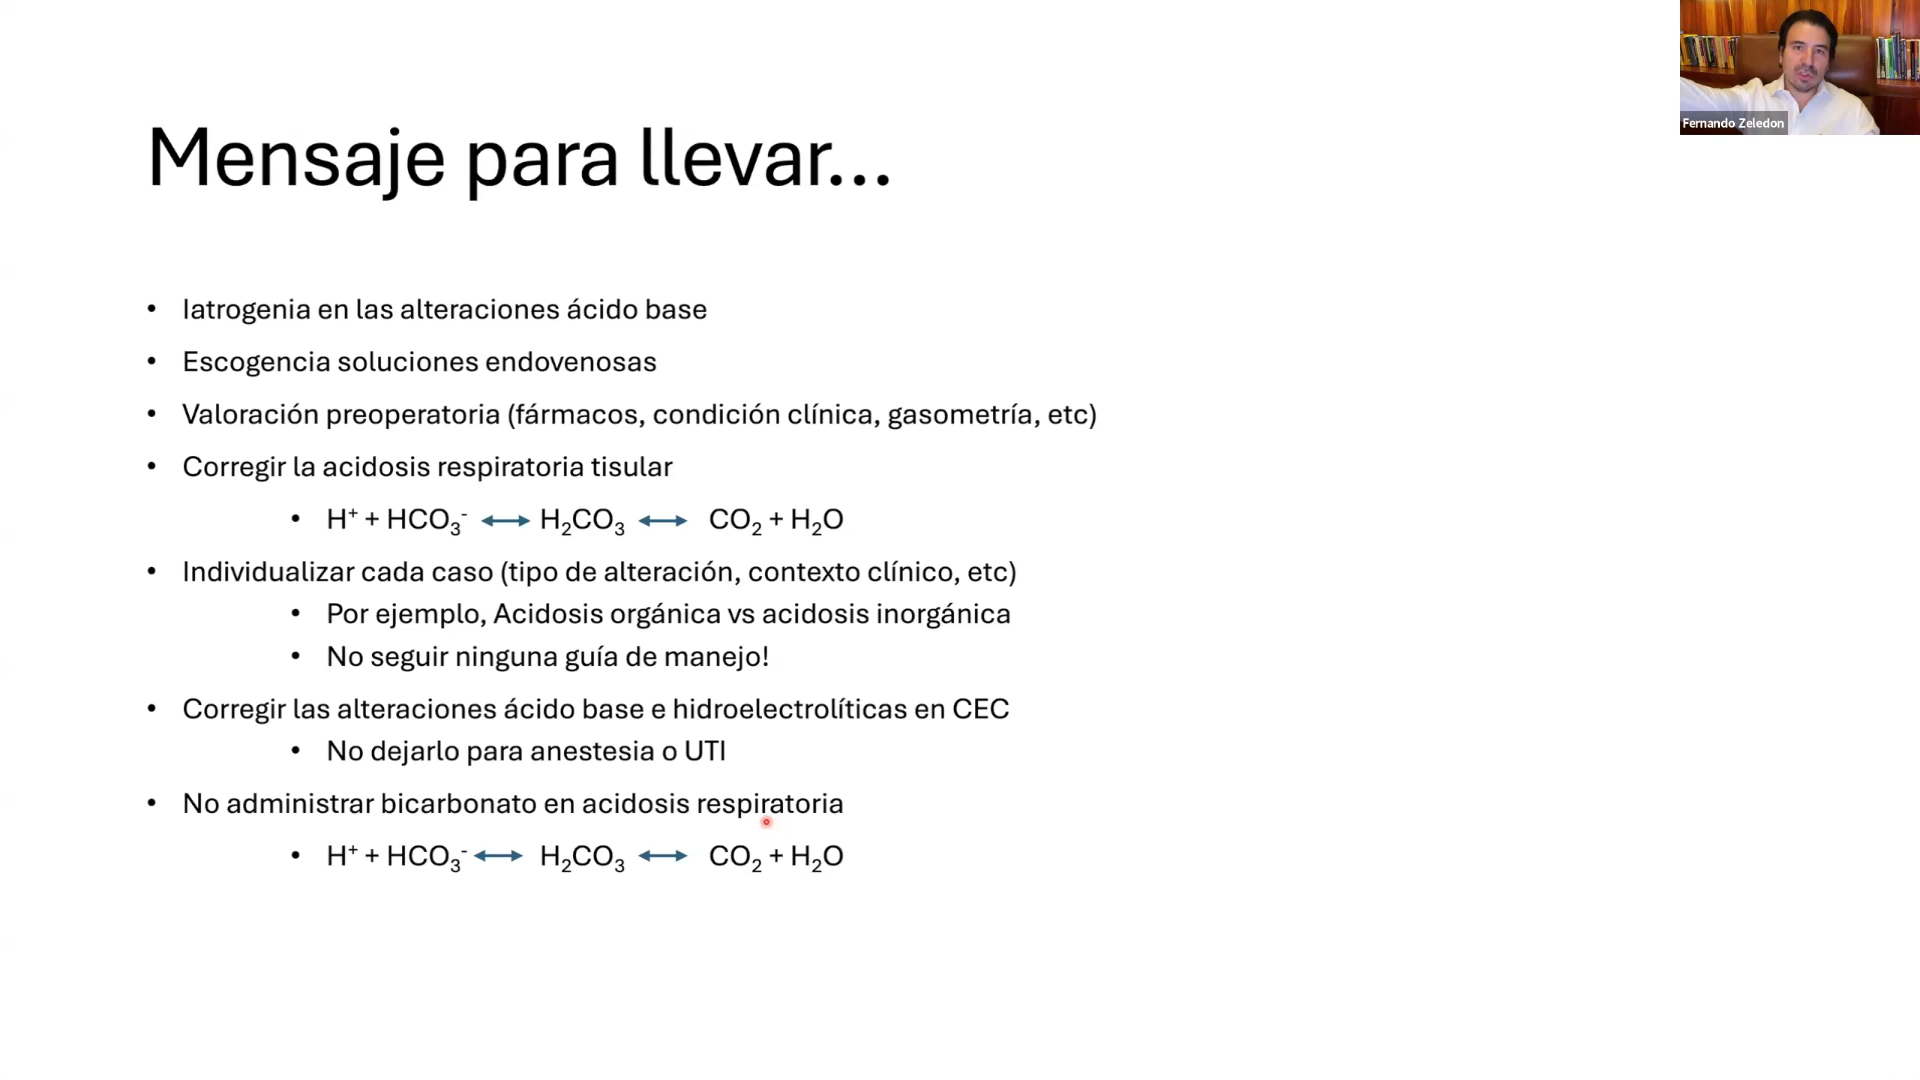 Fernando Zeledon
Mensaje para llevar...
• Iatrogenia en las alteraciones ácido base
• Escogencia soluciones endovenosas
• Valoración preoperatoria (fármacos, condición clínica, gasometría, etc)
• Corregir la acidosis respiratoria tisular
• H⁺ + HCO₃⁻ ⟷ H₂CO₃ ⟷ CO₂ + H₂O
• Individualizar cada caso (tipo de alteración, contexto clínico, etc)
• Por ejemplo, Acidosis orgánica vs acidosis inorgánica
• No seguir ninguna guía de manejo!
• Corregir las alteraciones ácido base e hidroelectrolíticas en CEC
• No dejarlo para anestesia o UTI
• No administrar bicarbonato en acidosis respiratoria
• H⁺ + HCO₃⁻ ⟷ H₂CO₃ ⟷ CO₂ + H₂O